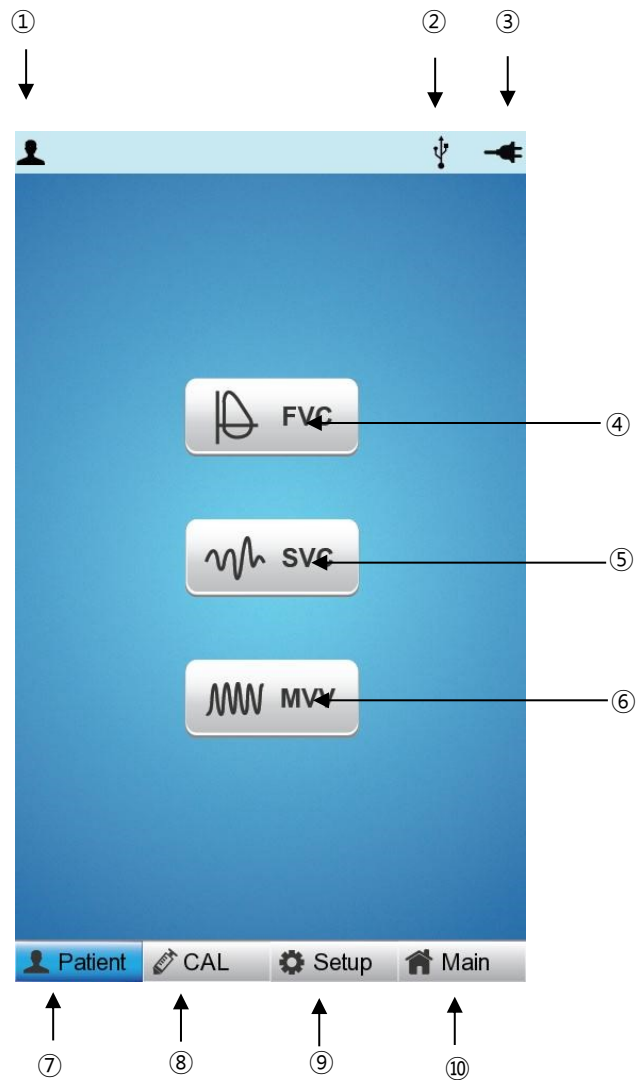 ① ② ③
FVC
④
SVC
⑤
MVV
⑥
Patient CAL Setup Main
⑦ ⑧ ⑨ ⑩